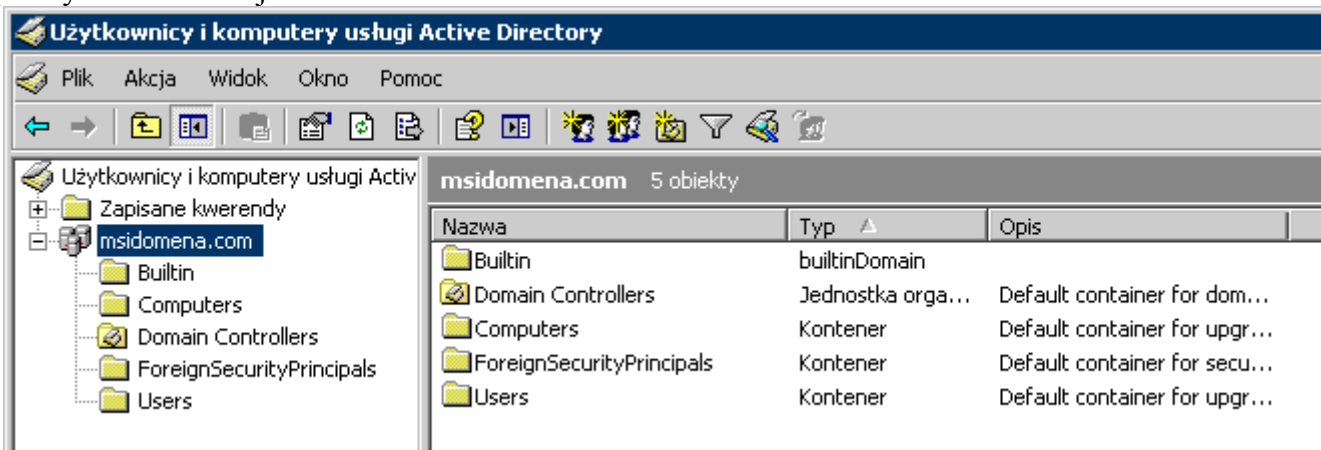 Użytkownicy i komputery usługi Active Directory
Plik Akcja Widok Okno Pomoc
Użytkownicy i komputery usługi Activ
Zapisane kwerendy
msidomena.com
Builtin
Computers
Domain Controllers
ForeignSecurityPrincipals
Users
msidomena.com 5 obiekty
Nazwa Typ Opis
Builtin builtinDomain
Domain Controllers Jednostka orga... Default container for dom...
Computers Kontener Default container for upgr...
ForeignSecurityPrincipals Kontener Default container for secu...
Users Kontener Default container for upgr...